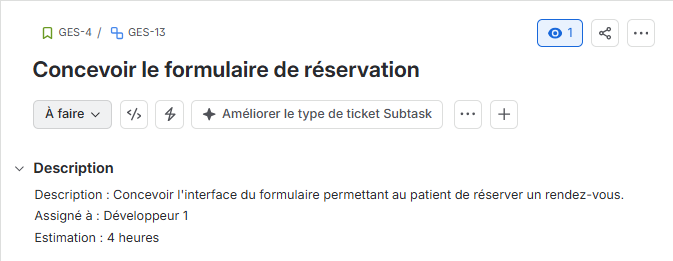 GES-4 / GES-13
1
Concevoir le formulaire de réservation
À faire
Améliorer le type de ticket Subtask
Description
Description : Concevoir l'interface du formulaire permettant au patient de réserver un rendez-vous.
Assigné à : Développeur 1
Estimation : 4 heures